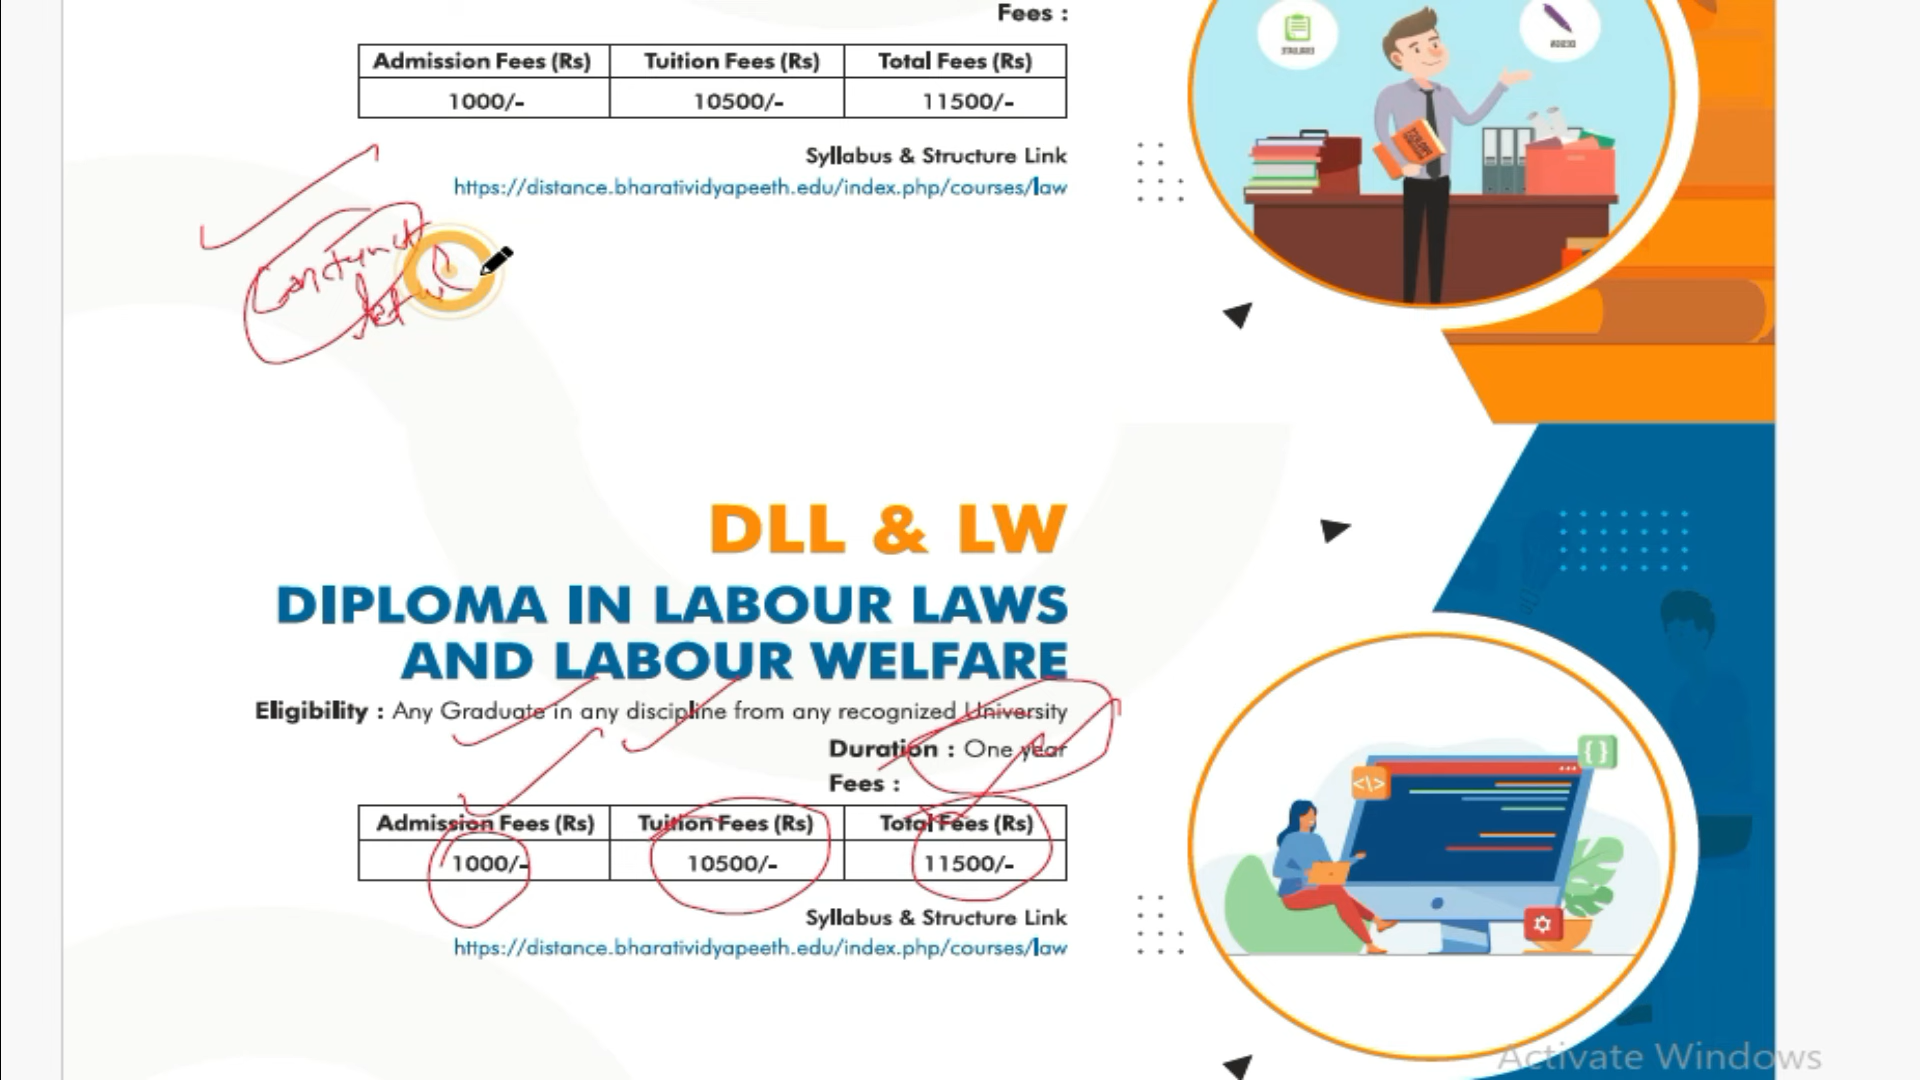 Fees :
Admission Fees (Rs) Tuition Fees (Rs) Total Fees (Rs)
1000/- 10500/- 11500/-
Syllabus & Structure Link
https://distance.bharatividyapeeth.edu/index.php/courses/law
DLL & LW
DIPLOMA IN LABOUR LAWS
AND LABOUR WELFARE
Eligibility : Any Graduate in any discipline from any recognized University
Duration : One year
Fees :
Admission Fees (Rs) Tuition Fees (Rs) Total Fees (Rs)
1000/- 10500/- 11500/-
Syllabus & Structure Link
https://distance.bharatividyapeeth.edu/index.php/courses/law
Activate Windows